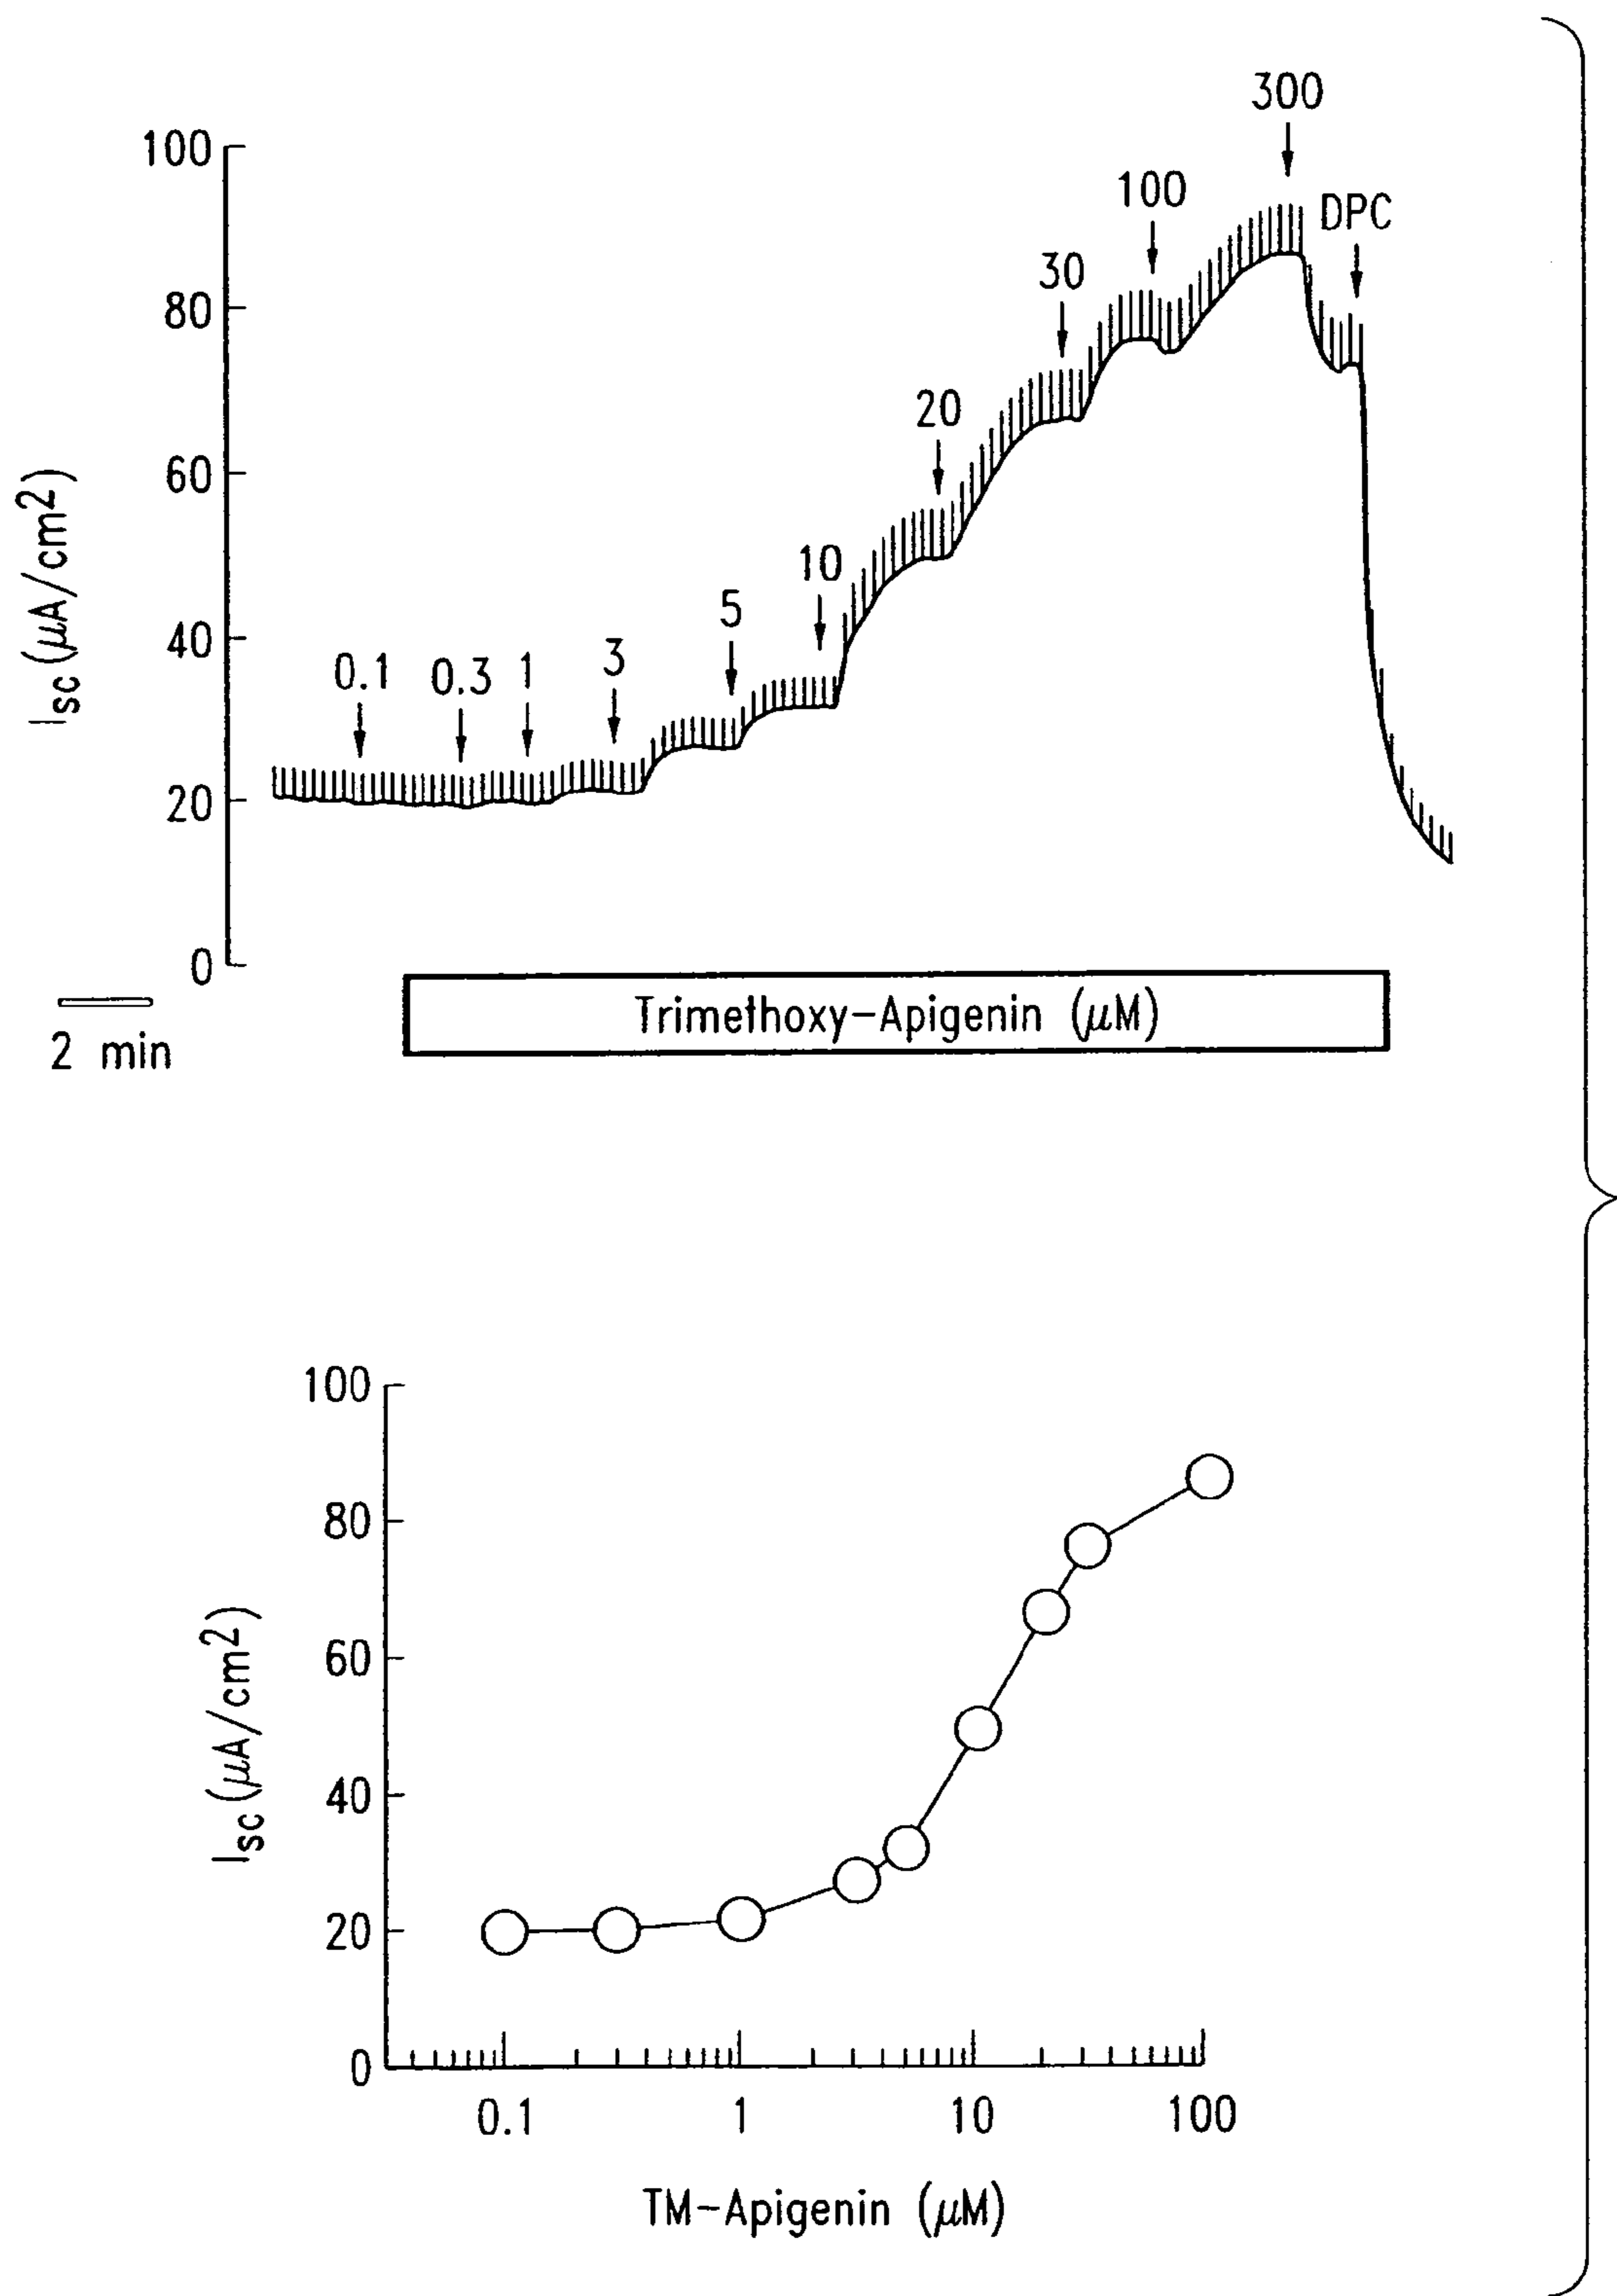 300
100
100
DPC
30
80
20
60
10
5
40
0.1 0.3 1 3
20
0
Isc (μA/cm2)
2 min
Trimethoxy-Apigenin (μM)
100
80
60
40
20
0
Isc (μA/cm2)
0.1 1 10 100
TM-Apigenin (μM)